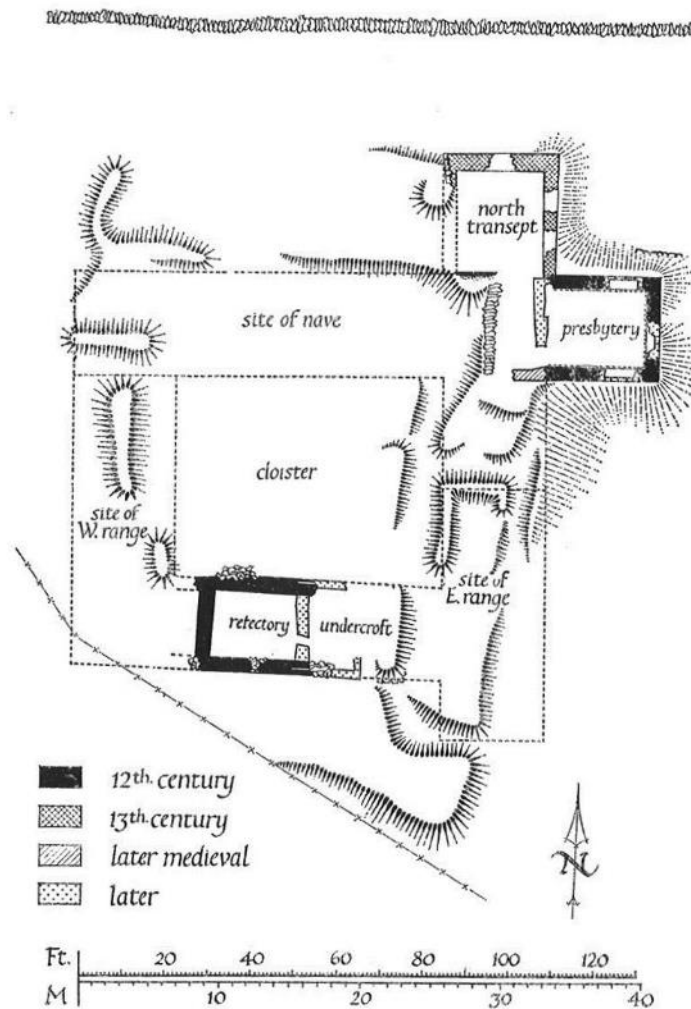 north
transept
site of nave
presbytery
cloister
site of
W. range
site of
E. range
refectory
undercroft
12th. century
13th. century
later medieval
later
N
Ft. 20 40 60 80 100 120
M 10 20 30 40